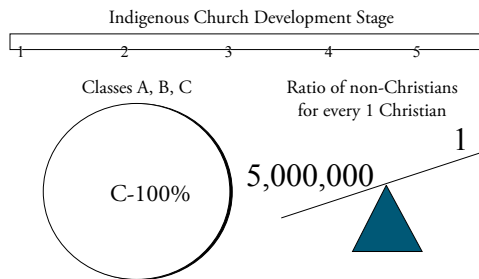 Indigenous Church Development Stage
1 2 3 4 5
Classes A, B, C
C-100%
Ratio of non-Christians
for every 1 Christian
1
5,000,000